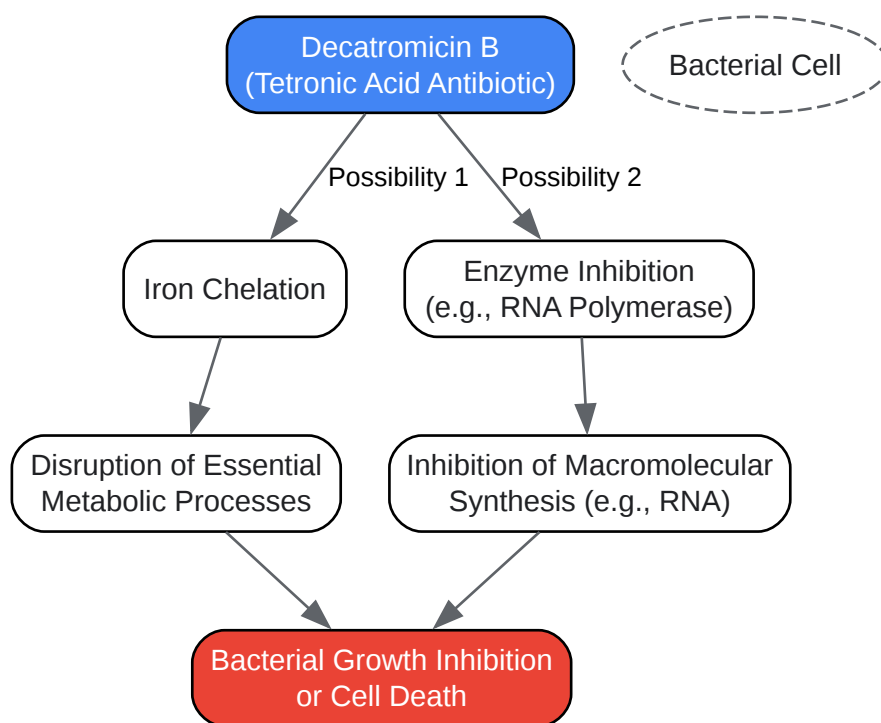 Decatromicin B
(Tetronic Acid Antibiotic)
Bacterial Cell
Possibility 1
Possibility 2
Iron Chelation
Enzyme Inhibition
(e.g., RNA Polymerase)
Disruption of Essential
Metabolic Processes
Inhibition of Macromolecular
Synthesis (e.g., RNA)
Bacterial Growth Inhibition
or Cell Death